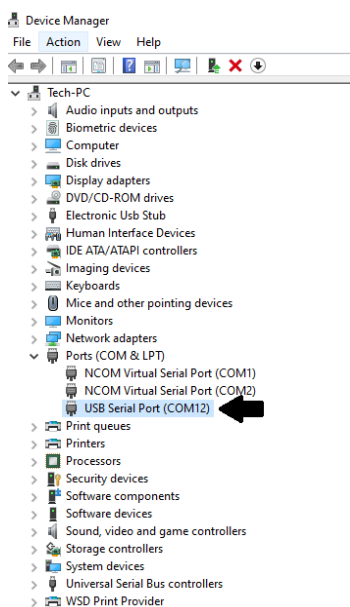 Device Manager
File Action View Help
Tech-PC
Audio inputs and outputs
Biometric devices
Computer
Disk drives
Display adapters
DVD/CD-ROM drives
Electronic Usb Stub
Human Interface Devices
IDE ATA/ATAPI controllers
Imaging devices
Keyboards
Mice and other pointing devices
Monitors
Network adapters
Ports (COM & LPT)
NCOM Virtual Serial Port (COM1)
NCOM Virtual Serial Port (COM2)
USB Serial Port (COM12)
Print queues
Printers
Processors
Security devices
Software components
Software devices
Sound, video and game controllers
Storage controllers
System devices
Universal Serial Bus controllers
WSD Print Provider